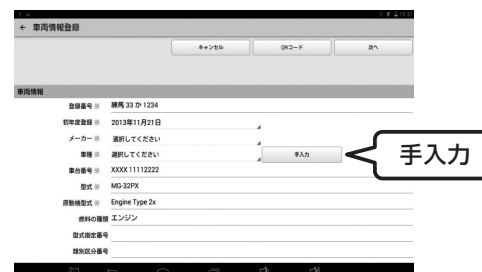 ← 車両情報登録
キャンセル
QRコード
次へ
車両情報
登録番号 練馬 33 か 1234
初年度登録 2013年11月21日
メーカー 選択してください
車種 選択してください
手入力
手入力
車台番号 XXXX 11112222
型式 MG-32PX
原動機型式 Engine Type 2x
燃料の種類 エンジン
型式指定番号
類別区分番号